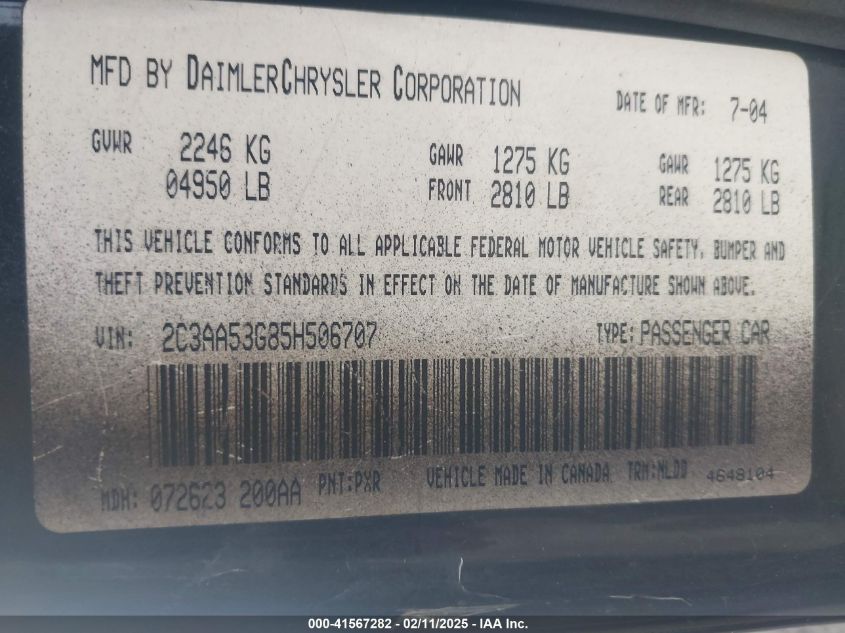 MFD BY DAIMLERCHRYSLER CORPORATION DATE OF MFR: 7-04
GVWR 2246 KG GAWR 1275 KG GAWR 1275 KG
04950 LB FRONT 2810 LB REAR 2810 LB
THIS VEHICLE CONFORMS TO ALL APPLICABLE FEDERAL MOTOR VEHICLE SAFETY, BUMPER AND
THEFT PREVENTION STANDARDS IN EFFECT ON THE DATE OF MANUFACTURE SHOWN ABOVE.
VIN: 2C3AA53G85H506707 TYPE: PASSENGER CAR
MDH: 072623 200AA PNT:PXR VEHICLE MADE IN CANADA TRM:NLDD 4648104
000-41567282 - 02/11/2025 - IAA Inc.